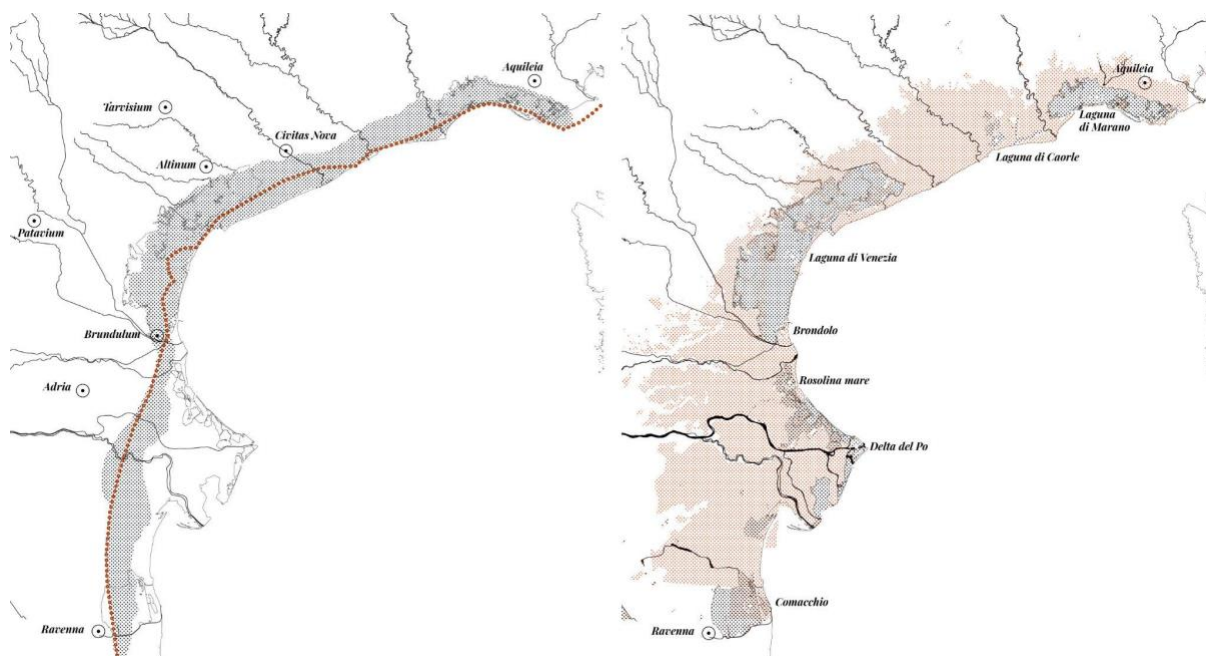 Aquileia
Tarvisium
Civitas Nova
Altinum
Patavium
Brundulum
Adria
Ravenna
Aquileia
Laguna
di Marano
Laguna di Caorle
Laguna di Venezia
Brondolo
Rosolina mare
Delta del Po
Comacchio
Ravenna